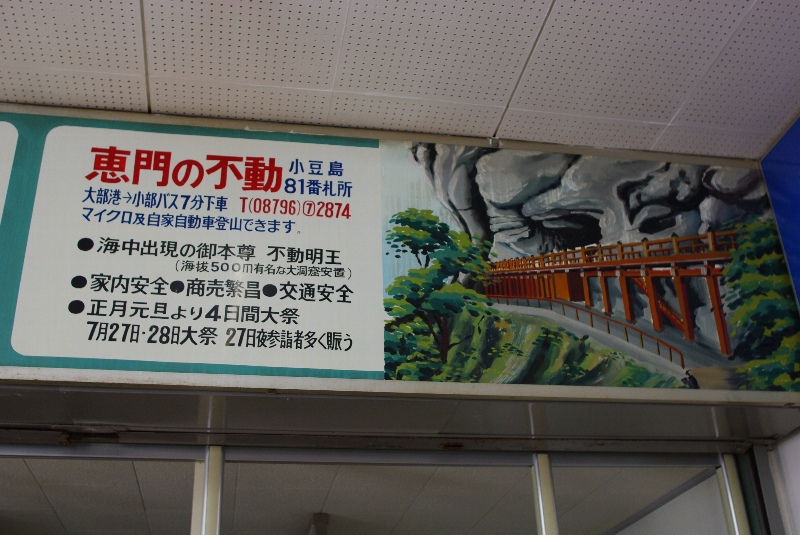 恵門の不動
小豆島
81番札所
大部港→小部バス7分下車 T(08796)⑦2874
マイクロ及自家自動車登山できます。
●海中出現の御本尊 不動明王
(海抜500m有名な大洞窟安置)
●家内安全●商売繁昌●交通安全
●正月元旦より4日間大祭
7月27日・28日大祭 27日夜参詣者多く賑う